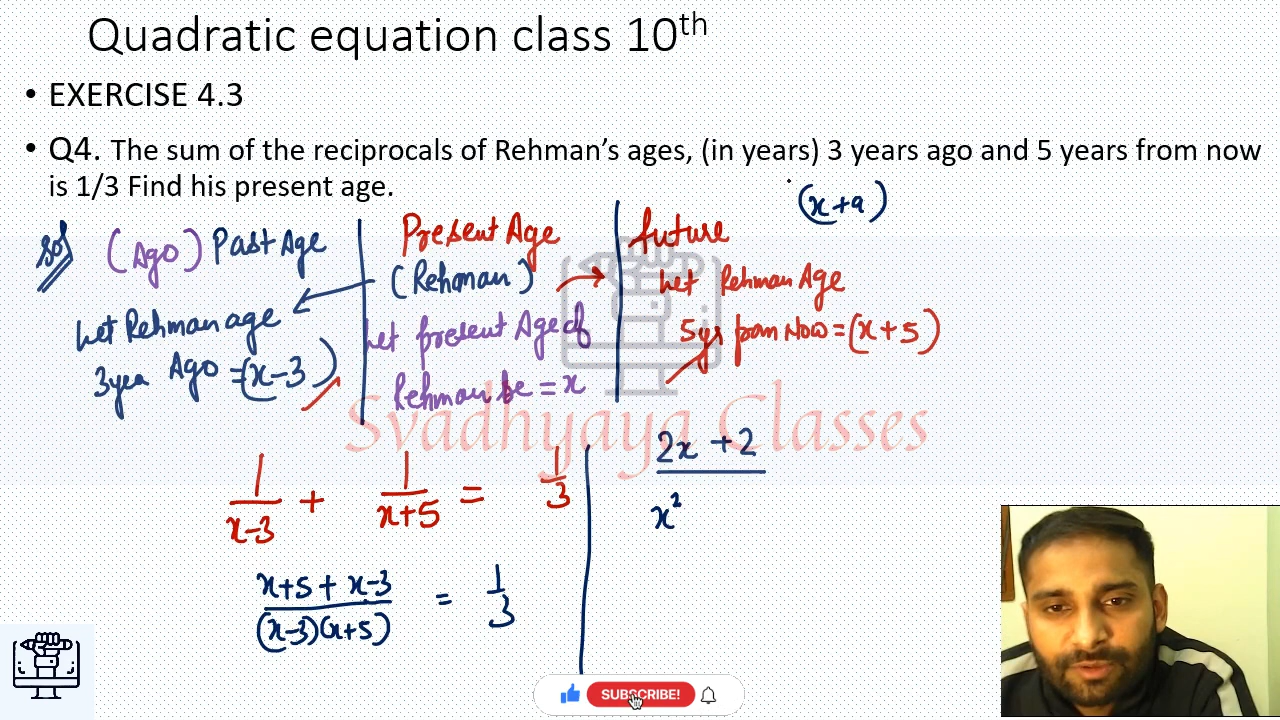 Quadratic equation class 10th
• EXERCISE 4.3
• Q4. The sum of the reciprocals of Rehman’s ages, (in years) 3 years ago and 5 years from now
is 1/3 Find his present age.
(x+a)
Sol
(Ago) Past Age
Let Rehman age
3yea Ago =(x-3)
Present Age
(Rehman)
Let present Age of
Rehman be = x
future
Let Rehman Age
5yrs from Now = (x+5)
Svadhyaya Classes
1/(x-3) + 1/(x+5) = 1/3
(x+5+x-3)/((x-3)(x+5)) = 1/3
2x+2
x²
SUBSCRIBE!